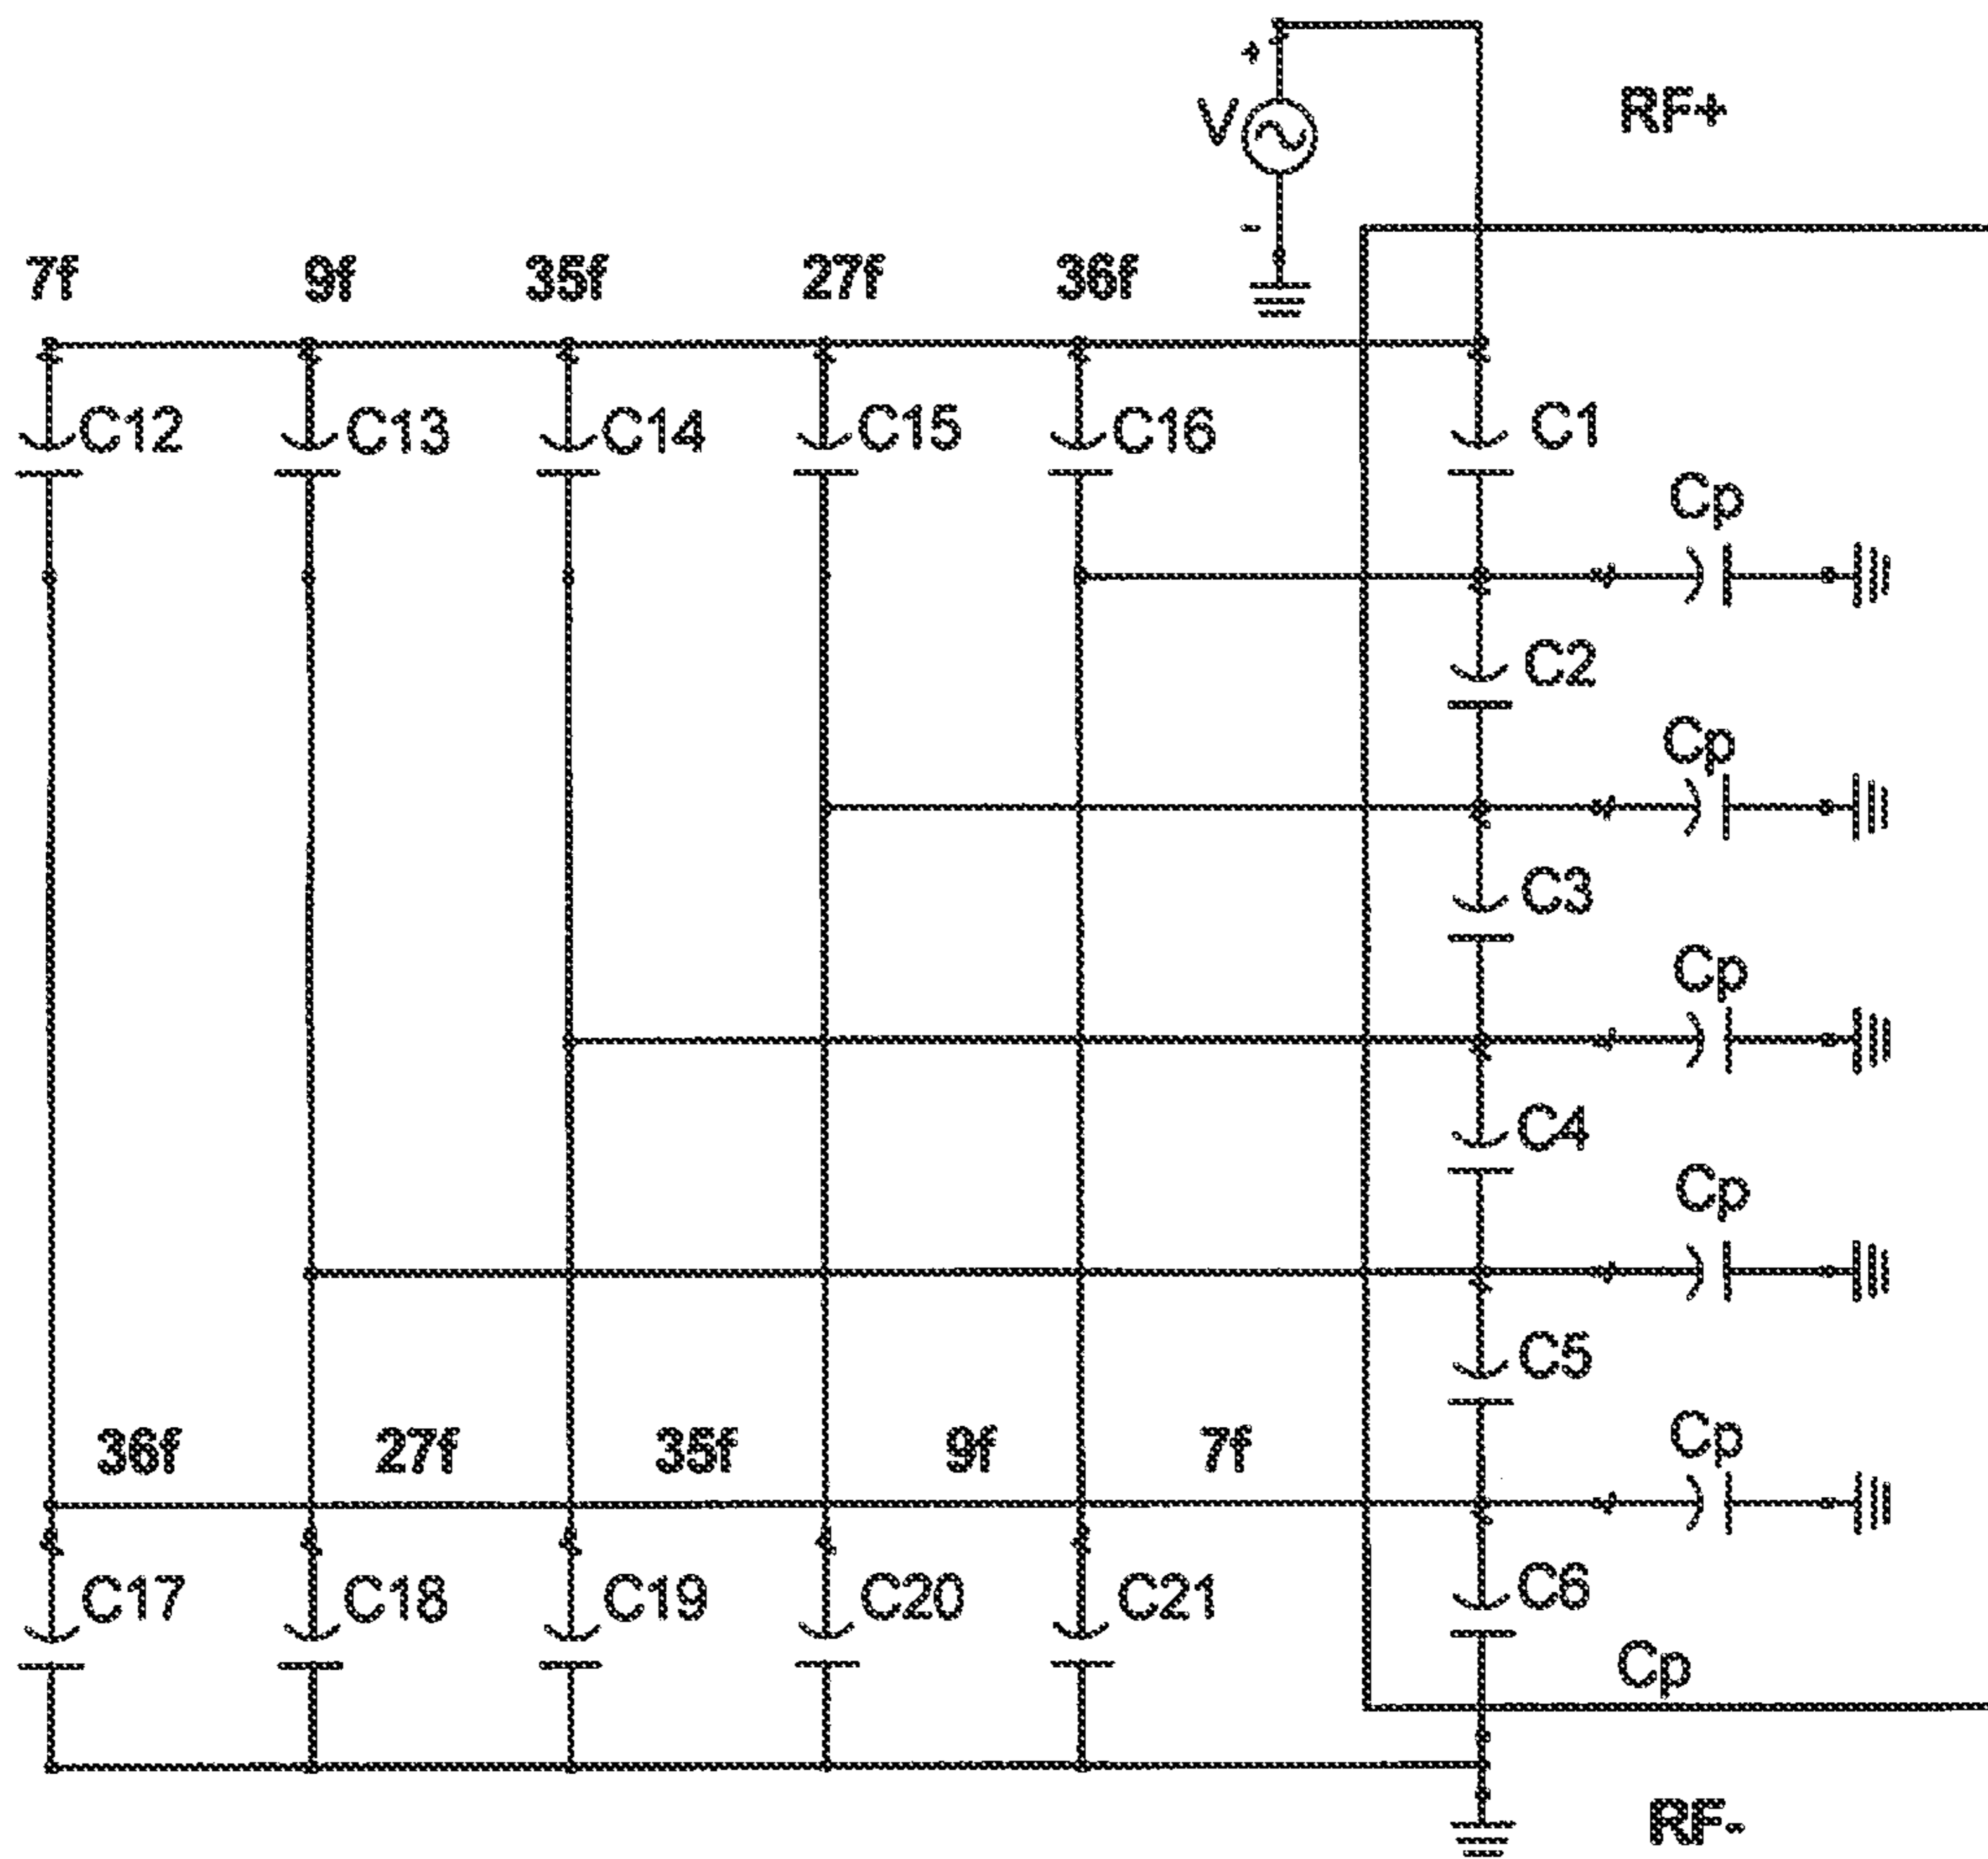 RF+
+
V
-
7f 9f 35f 27f 36f
C12 C13 C14 C15 C16 C1
Cp
C2
Cp
C3
Cp
C4
Cp
C5
36f 27f 35f 9f 7f
Cp
C17 C18 C19 C20 C21 C6
Cp
RF-